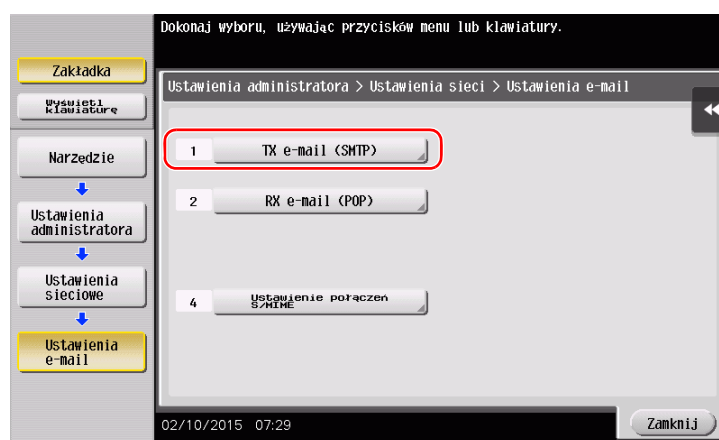 Dokonaj wyboru, używając przycisków menu lub klawiatury.
Zakładka
Wyświetl
klawiaturę
Narzędzie
Ustawienia
administratora
Ustawienia
sieciowe
Ustawienia
e-mail
Ustawienia administratora > Ustawienia sieci > Ustawienia e-mail
1 TX e-mail (SMTP)
2 RX e-mail (POP)
4 Ustawienie połączeń
S/MIME
02/10/2015 07:29
Zamknij